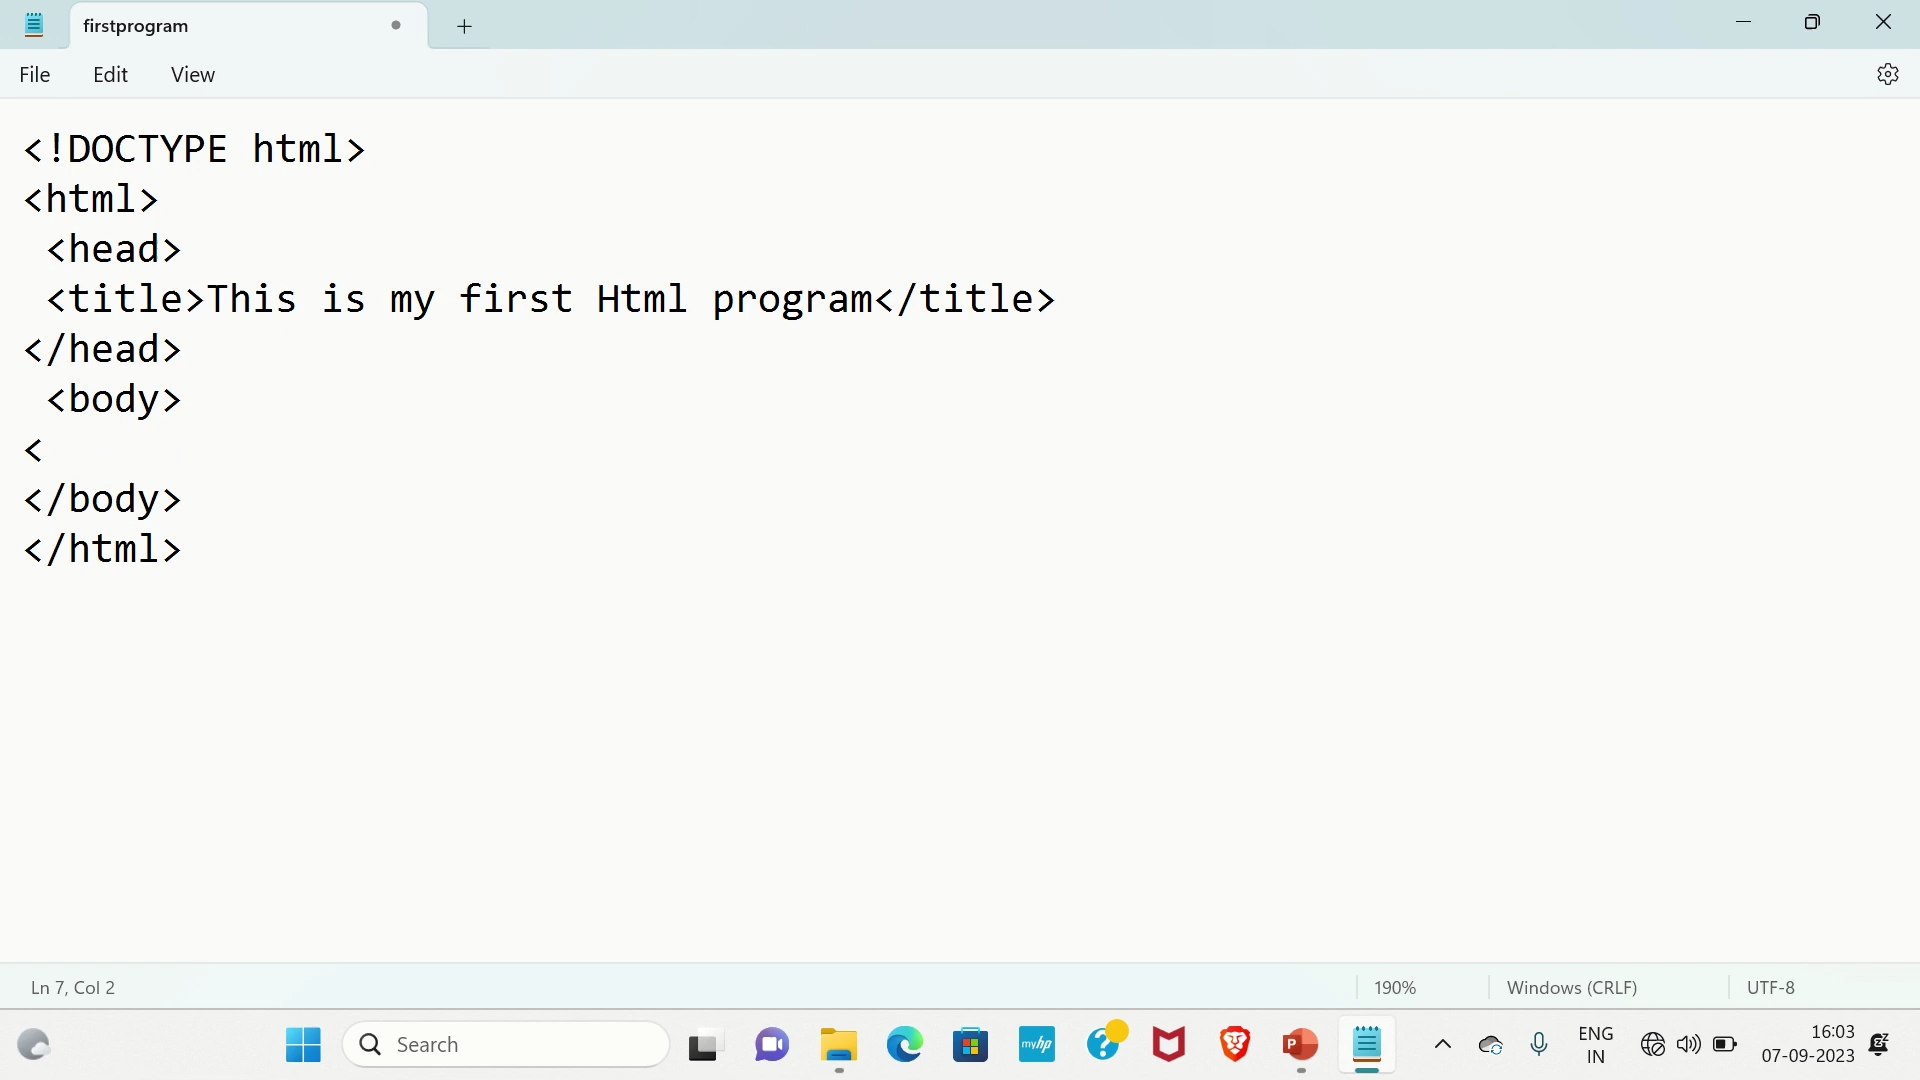 firstprogram
File Edit View
<!DOCTYPE html>
<html>
<head>
<title>This is my first Html program</title>
</head>
<body>
<
</body>
</html>
Ln 7, Col 2 190% Windows (CRLF) UTF-8
Search myhp ? P ENG 16:03
IN 07-09-2023